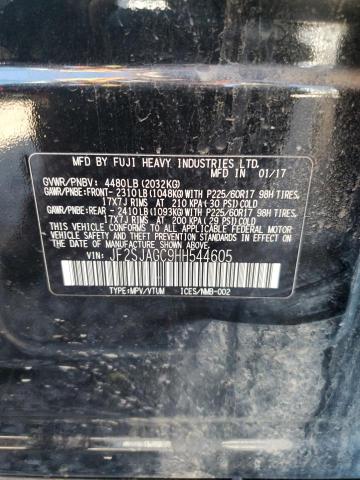 MFD BY FUJI HEAVY INDUSTRIES LTD.
MFD IN 01/17
GVWR/PNBV: 4480LB(2032KG)
GAWR/PNBE:FRONT- 2310LB(1048KG)WITH P225/60R17 98H TIRES,
17X7J RIMS AT 210 KPA(30 PSI)COLD
GAWR/PNBE:REAR -2410LB(1093KG)WITH P225/60R17 98H TIRES,
17X7J RIMS AT 200 KPA(29 PSI)COLD
THIS VEHICLE CONFORMS TO ALL APPLICABLE
FEDERAL MOTOR VEHICLE SAFETY, BUMPER,
AND THEFT PREVENTION STANDARDS IN EFFECT
ON THE DATE OF MANUFACTURE SHOWN ABOVE.
VIN: JF2SJAGC9HH544605
TYPE:MPV/VTUM ICES/NMB-002